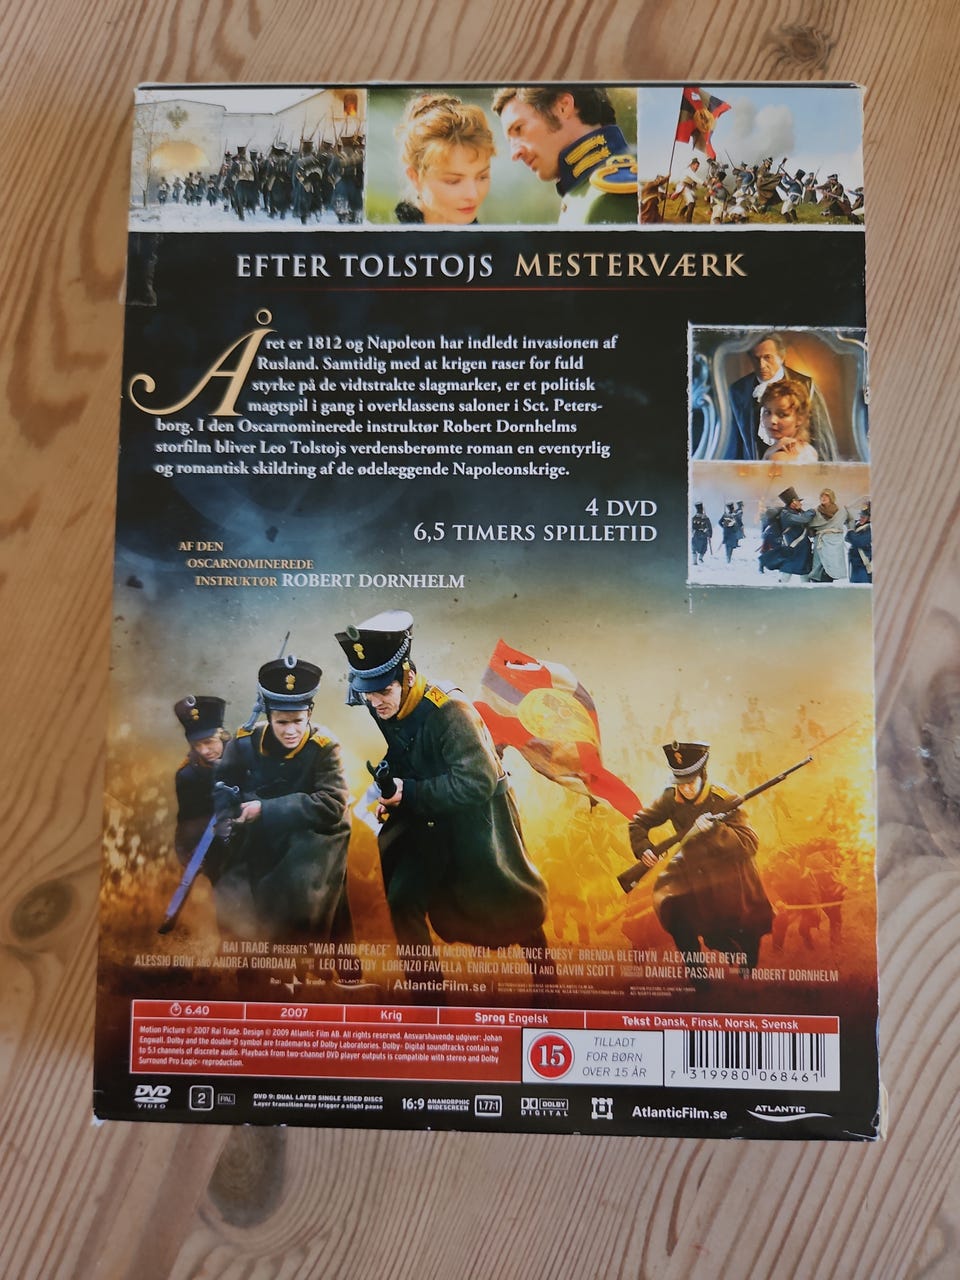 EFTER TOLSTOJS MESTERVÆRK
Året er 1812 og Napoleon har indledt invasionen af
Rusland. Samtidig med at krigen raser for fuld
styrke på de vidtstrakte slagmarker, er et politisk
magtspil i gang i overklassens saloner i Sct. Peters-
borg. I den Oscarnominerede instruktør Robert Dornhelms
storfilm bliver Leo Tolstojs verdensberømte roman en eventyrlig
og romantisk skildring af de ødelæggende Napoleonskrige.
4 DVD
6,5 TIMERS SPILLETID
AF DEN
OSCARNOMINEREDE
INSTRUKTØR ROBERT DORNHELM
RAI TRADE PRESENTS "WAR AND PEACE" MALCOLM McDOWELL CLÉMENCE POÉSY BRENDA BLETHYN ALEXANDER BEYER
ALESSIO BONI AND ANDREA GIORDANA LEO TOLSTOY LORENZO FAVELLA ENRICO MEDIOLI AND GAVIN SCOTT DANIELE PASSANI ROBERT DORNHELM
Rai Trade ATLANTIC AtlanticFilm.se
6.40 2007 Krig Sprog Engelsk Tekst Dansk, Finsk, Norsk, Svensk
Motion Picture © 2007 Rai Trade. Design © 2009 Atlantic Film AB. All rights reserved. Ansvarshavende udgiver: Johan
Engwall. Dolby and the double-D symbol are trademarks of Dolby Laboratories. Dolby- Digital soundtracks contain up
to 5.1 channels of discrete audio. Playback from two-channel DVD player outputs is compatible with stereo and Dolby
Surround Pro Logic- reproduction.
15
TILLADT
FOR BØRN
OVER 15 ÅR
7 319980 068461
DVD VIDEO
2 PAL
DVD 9: DUAL LAYER SINGLE SIDED DISCS
Layer transition may trigger a slight pause
16:9 ANAMORPHIC WIDESCREEN 1.77:1
DOLBY DIGITAL
AtlanticFilm.se
ATLANTIC